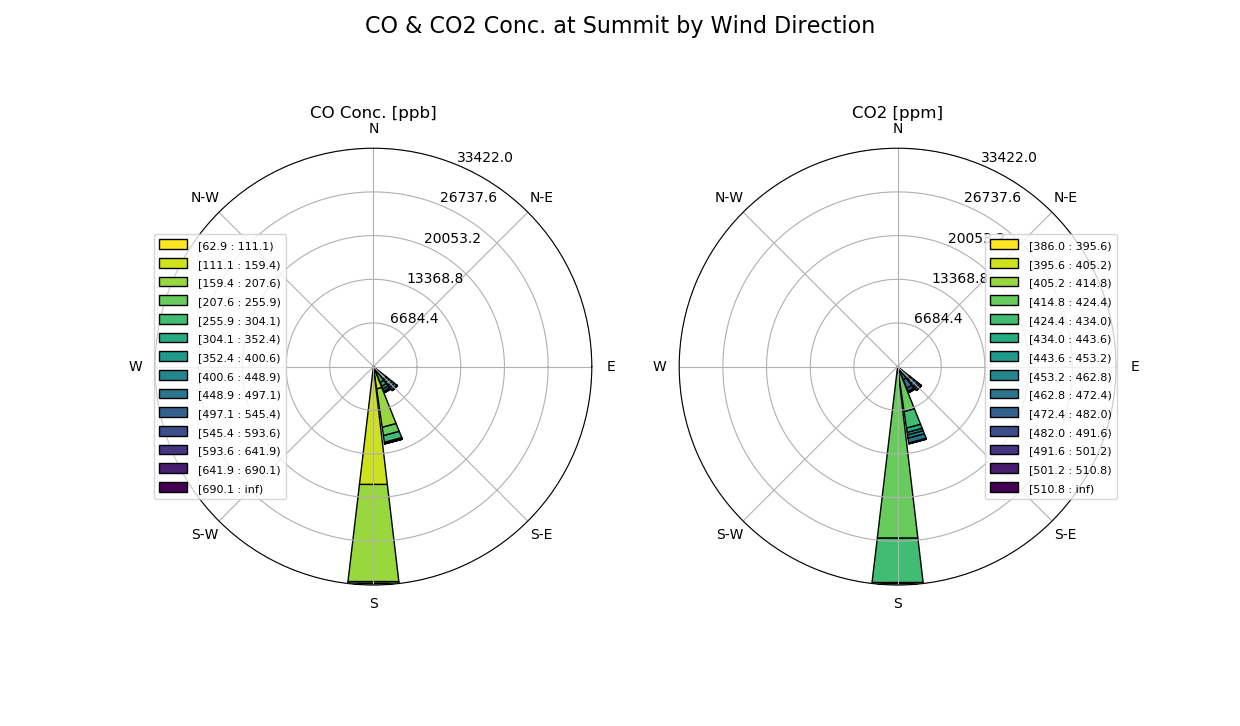 CO & CO2 Conc. at Summit by Wind Direction
CO Conc. [ppb]
N
33422.0
N-W
26737.6
N-E
20053.2
13368.8
6684.4
W
E
S-W
S-E
S
[62.9 : 111.1)
[111.1 : 159.4)
[159.4 : 207.6)
[207.6 : 255.9)
[255.9 : 304.1)
[304.1 : 352.4)
[352.4 : 400.6)
[400.6 : 448.9)
[448.9 : 497.1)
[497.1 : 545.4)
[545.4 : 593.6)
[593.6 : 641.9)
[641.9 : 690.1)
[690.1 : inf)
CO2 [ppm]
N
33422.0
N-W
26737.6
N-E
20053.2
13368.8
6684.4
W
E
S-W
S-E
S
[386.0 : 395.6)
[395.6 : 405.2)
[405.2 : 414.8)
[414.8 : 424.4)
[424.4 : 434.0)
[434.0 : 443.6)
[443.6 : 453.2)
[453.2 : 462.8)
[462.8 : 472.4)
[472.4 : 482.0)
[482.0 : 491.6)
[491.6 : 501.2)
[501.2 : 510.8)
[510.8 : inf)